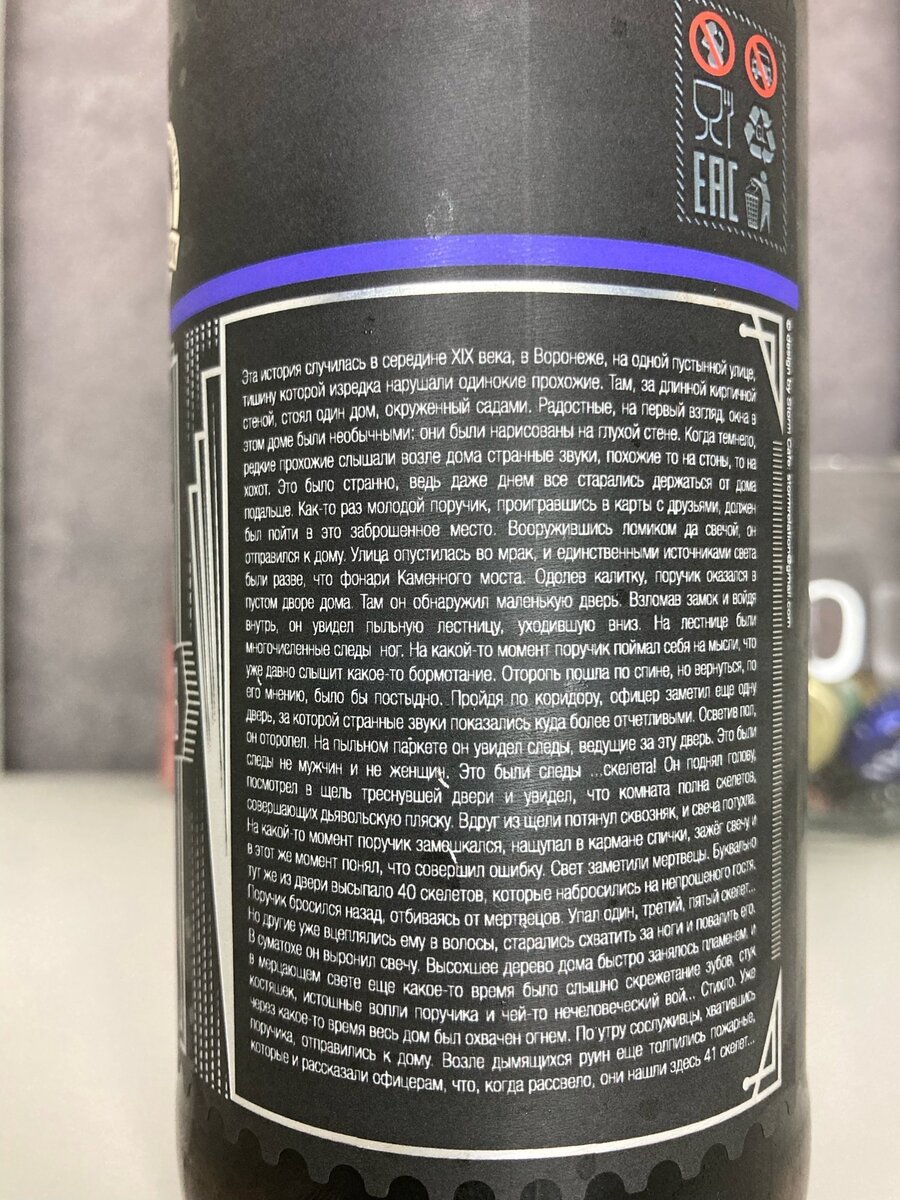 EAC
GL
Эта история случилась в середине XIX века, в Воронеже, на одной пустынной улице,
тишину которой изредка нарушали одинокие прохожие. Там, за длинной кирпичной
стеной, стоял один дом, окруженный садами. Радостные, на первый взгляд, окна в
этом доме были необычными: они были нарисованы на глухой стене. Когда темнело,
редкие прохожие слышали возле дома странные звуки, похожие то на стоны, то на
хохот. Это было странно, ведь даже днем все старались держаться от дома
подальше. Как-то раз молодой поручик, проигравшись в карты с друзьями, должен
был пойти в это заброшенное место. Вооружившись ломиком да свечой, он
отправился к дому. Улица опустилась во мрак, и единственными источниками света
были разве, что фонари Каменного моста. Одолев калитку, поручик оказался в
пустом дворе дома. Там он обнаружил маленькую дверь. Взломав замок и войдя
внутрь, он увидел пыльную лестницу, уходившую вниз. На лестнице были
многочисленные следы ног. На какой-то момент поручик поймал себя на мысли, что
уже давно слышит какое-то бормотание. Оторопь пошла по спине, но вернуться, по
его мнению, было бы постыдно. Пройдя по коридору, офицер заметил еще одну
дверь, за которой странные звуки показались куда более отчетливыми. Осветив пол,
он оторопел. На пыльном паркете он увидел следы, ведущие за эту дверь. Это были
следы не мужчин и не женщин. Это были следы ...скелета! Он поднял голову,
посмотрел в щель треснувшей двери и увидел, что комната полна скелетов,
совершающих дьявольскую пляску. Вдруг из щели потянул сквозняк, и свеча потухла.
На какой-то момент поручик замешкался, нащупал в кармане спички, зажёг свечу и
в этот же момент понял, что совершил ошибку. Свет заметили мертвецы. Буквально
тут же из двери высыпало 40 скелетов, которые набросились на непрошеного гостя.
Поручик бросился назад, отбиваясь от мертвецов. Упал один, третий, пятый скелет...
Но другие уже вцеплялись ему в волосы, старались схватить за ноги и повалить его.
В суматохе он выронил свечу. Высохшее дерево дома быстро занялось пламенем, и
в мерцающем свете еще какое-то время было слышно скрежетание зубов, стук
костяшек, истошные вопли поручика и чей-то нечеловеческий вой... Стихло. Уже
через какое-то время весь дом был охвачен огнем. По утру сослуживцы, хватившись
поручика, отправились к дому. Возле дымящихся руин еще толпились пожарные,
которые и рассказали офицерам, что, когда рассвело, они нашли здесь 41 скелет...
© design by Storm Cafe stormrelation@gmail.com